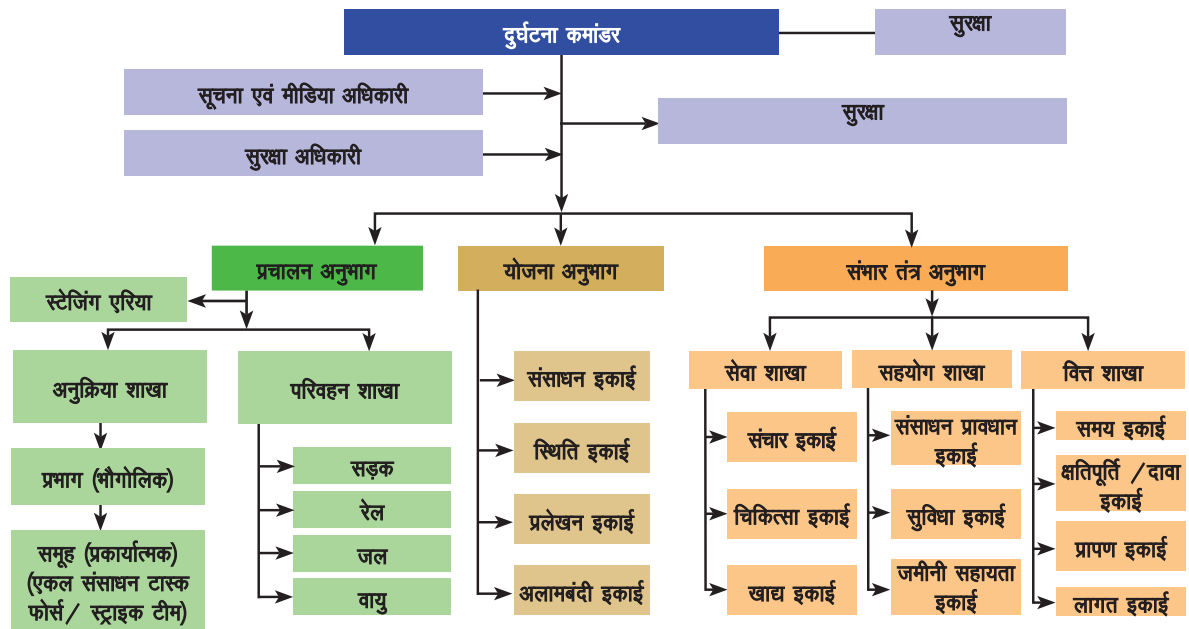 दुर्घटना कमांडर
सुरक्षा
सूचना एवं मीडिया अधिकारी
सुरक्षा
सुरक्षा अधिकारी
प्रचालन अनुभाग
योजना अनुभाग
संभार तंत्र अनुभाग
स्टेजिंग एरिया
अनुक्रिया शाखा
परिवहन शाखा
प्रभाग (भौगोलिक)
समूह (प्रकार्यात्मक)
(एकल संसाधन टास्क
फोर्स/ स्ट्राइक टीम)
सड़क
रेल
जल
वायु
संसाधन इकाई
स्थिति इकाई
प्रलेखन इकाई
अलामबंदी इकाई
सेवा शाखा
सहयोग शाखा
वित्त शाखा
संचार इकाई
चिकित्सा इकाई
खाद्य इकाई
संसाधन प्रावधान
इकाई
सुविधा इकाई
जमीनी सहायता
इकाई
समय इकाई
क्षतिपूर्ति /दावा
इकाई
प्रापण इकाई
लागत इकाई